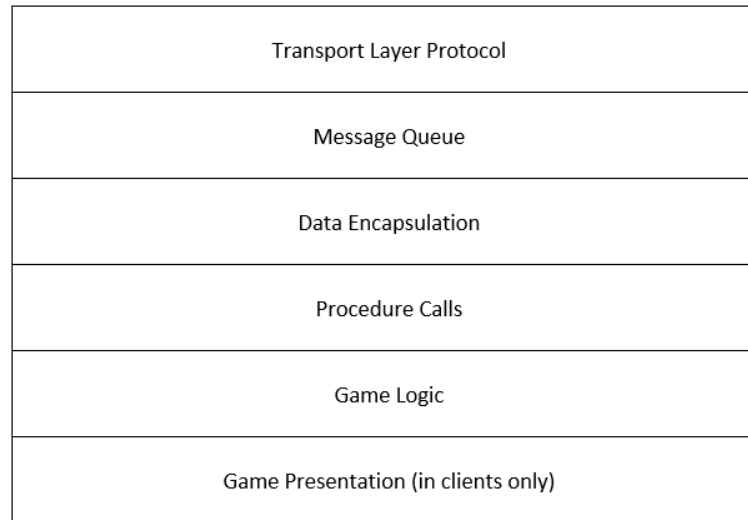 Transport Layer Protocol
Message Queue
Data Encapsulation
Procedure Calls
Game Logic
Game Presentation (in clients only)